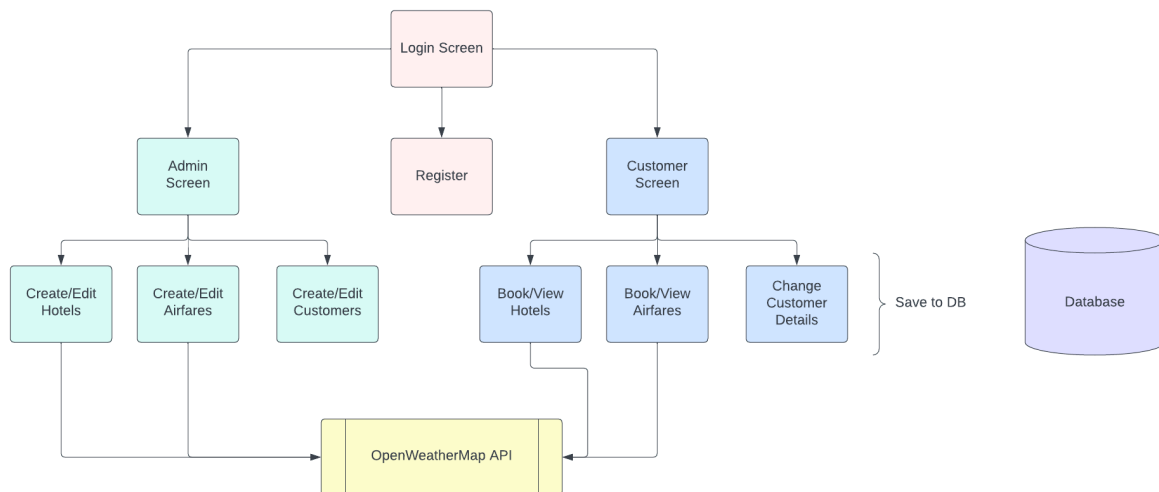 Login Screen
Admin
Screen
Register
Customer
Screen
Create/Edit
Hotels
Create/Edit
Airfares
Create/Edit
Customers
Book/View
Hotels
Book/View
Airfares
Change
Customer
Details
Save to DB
Database
OpenWeatherMap API